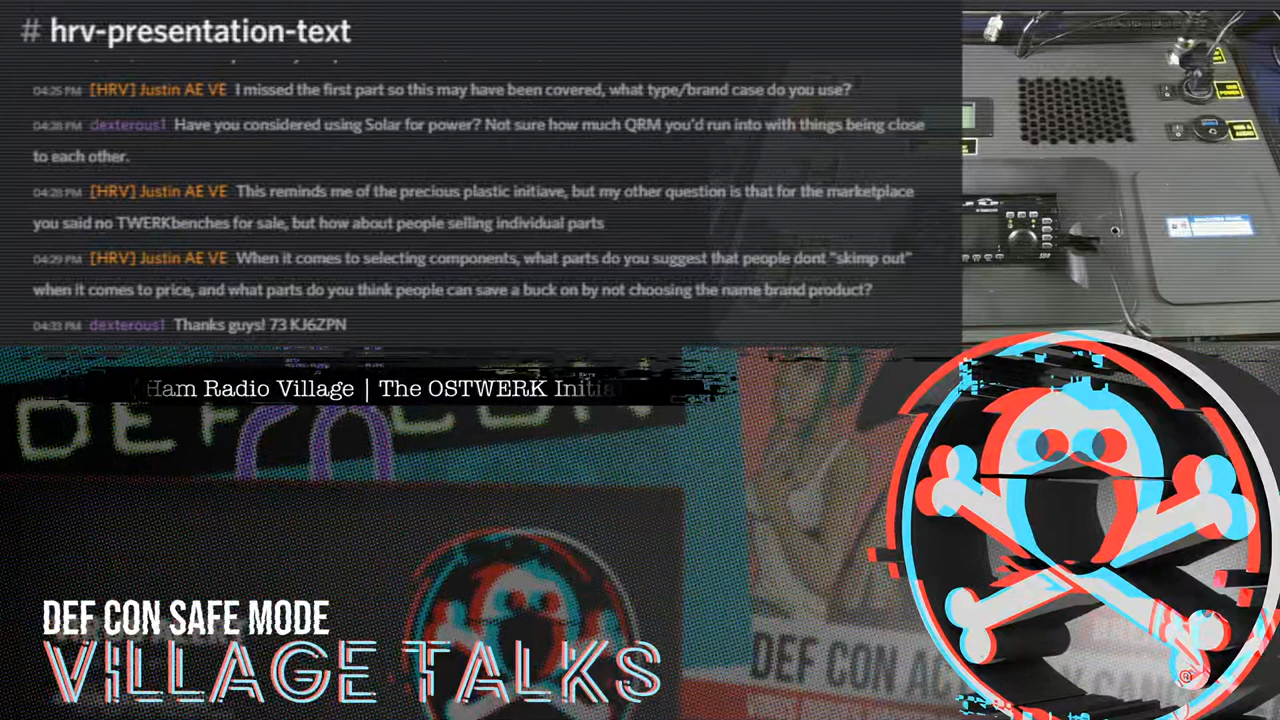 # hrv-presentation-text
04:25 PM [HRV] Justin AE VE I missed the first part so this may have been covered, what type/brand case do you use?
04:28 PM dexterous1 Have you considered using Solar for power? Not sure how much QRM you'd run into with things being close
to each other.
04:28 PM [HRV] Justin AE VE This reminds me of the precious plastic initiave, but my other question is that for the marketplace
you said no TWERKbenches for sale, but how about people selling individual parts
04:29 PM [HRV] Justin AE VE When it comes to selecting components, what parts do you suggest that people dont "skimp out"
when it comes to price, and what parts do you think people can save a buck on by not choosing the name brand product?
04:33 PM dexterous1 Thanks guys! 73 KJ6ZPN
Ham Radio Village | The OSTWERK Initia
DEF CON
DEF CON SAFE MODE
VILLAGE TALKS
DEF CON